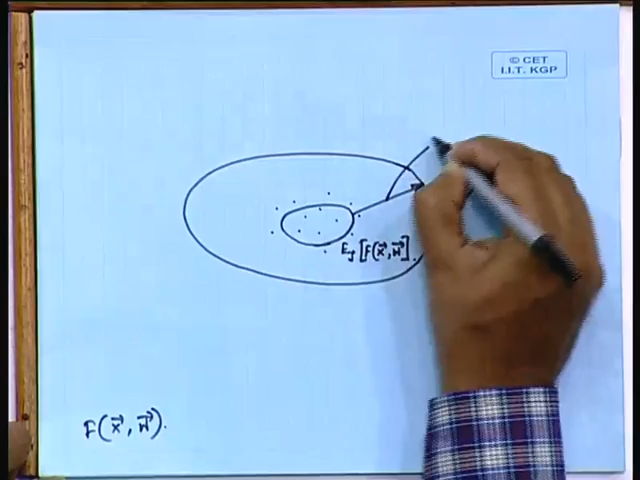 © CET
I.I.T. KGP
E_J [F(x⃗, w⃗)].
F(x⃗, w⃗).